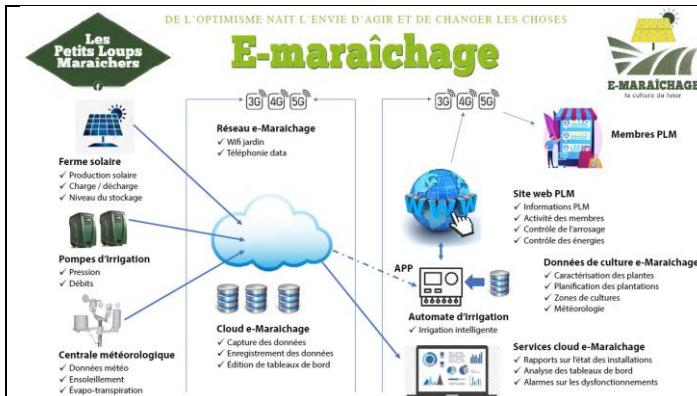 DE L'OPTIMISME NAIT L'ENVIE D'AGIR ET DE CHANGER LES CHOSES
Les
Petits Loups
Maraîchers
E-maraîchage
E-MARAÎCHAGE
la culture du futur
3G 4G 5G
Réseau e-Maraichage
✓ Wifi jardin
✓ Téléphonie data
3G 4G 5G
Membres PLM
Ferme solaire
✓ Production solaire
✓ Charge / décharge
✓ Niveau du stockage
WWW
Site web PLM
✓ Informations PLM
✓ Activité des membres
✓ Contrôle de l'arrosage
✓ Contrôle des énergies
Pompes d'irrigation
✓ Pression
✓ Débits
APP
Automate d'irrigation
✓ Irrigation intelligente
Données de culture e-Maraichage
✓ Caractérisation des plantes
✓ Planification des plantations
✓ Zones de cultures
✓ Météorologie
Cloud e-Maraichage
✓ Capture des données
✓ Enregistrement des données
✓ Édition de tableaux de bord
Centrale météorologique
✓ Données météo
✓ Ensoleillement
✓ Évapo-transpiration
Services cloud e-Maraichage
✓ Rapports sur l'état des installations
✓ Analyse des tableaux de bord
✓ Alarmes sur les dysfonctionnements